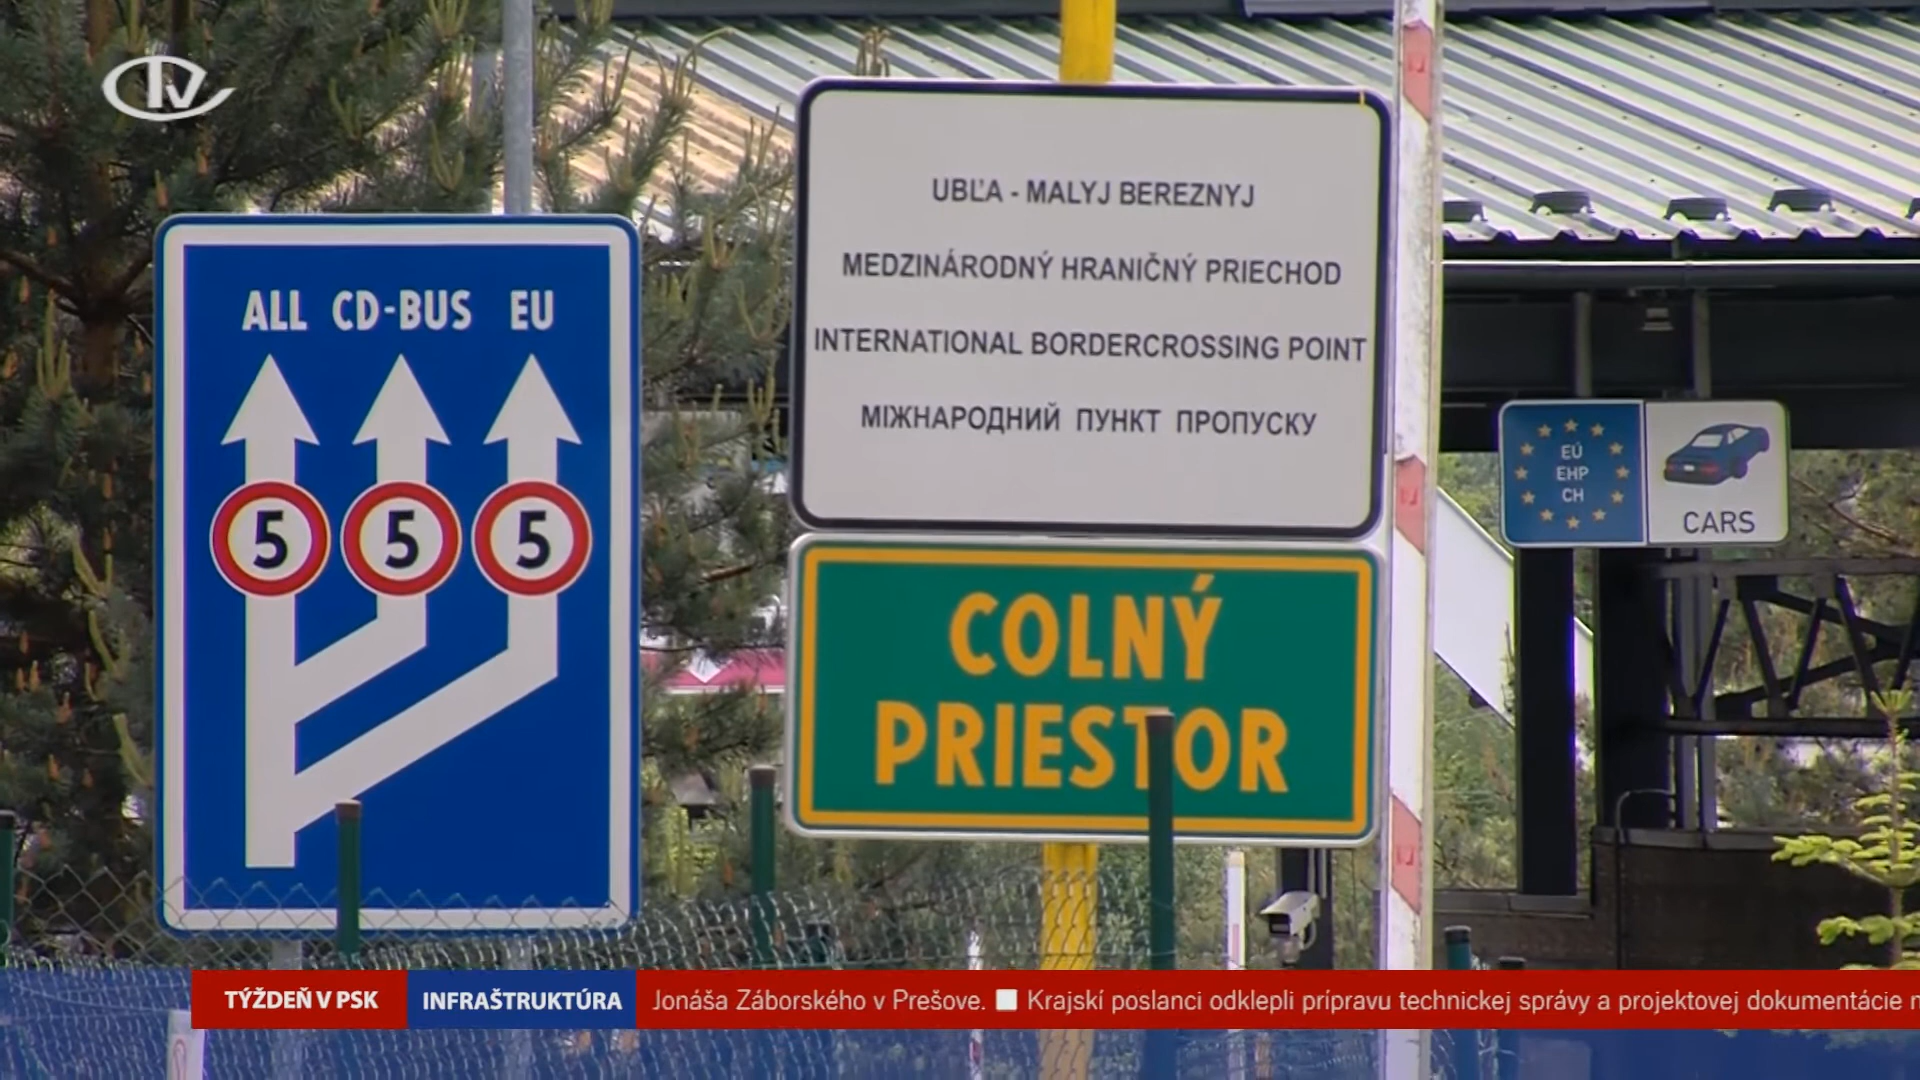 TV
UBĽA - MALYJ BEREZNYJ
MEDZINÁRODNÝ HRANIČNÝ PRIECHOD
INTERNATIONAL BORDERCROSSING POINT
МІЖНАРОДНИЙ ПУНКТ ПРОПУСКУ
ALL CD-BUS EU
5 5 5
COLNÝ
PRIESTOR
EÚ
EHP
CH
CARS
TÝŽDEŇ V PSK INFRAŠTRUKTÚRA Jonáša Záborského v Prešove. Krajskí poslanci odklepli prípravu technickej správy a projektovej dokumentácie